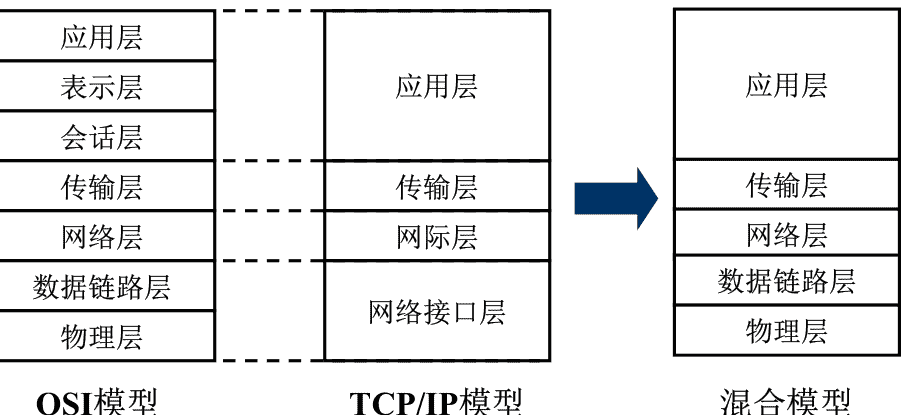 应用层
表示层
会话层
传输层
网络层
数据链路层
物理层
OSI模型
应用层
传输层
网际层
网络接口层
TCP/IP模型
应用层
传输层
网络层
数据链路层
物理层
混合模型